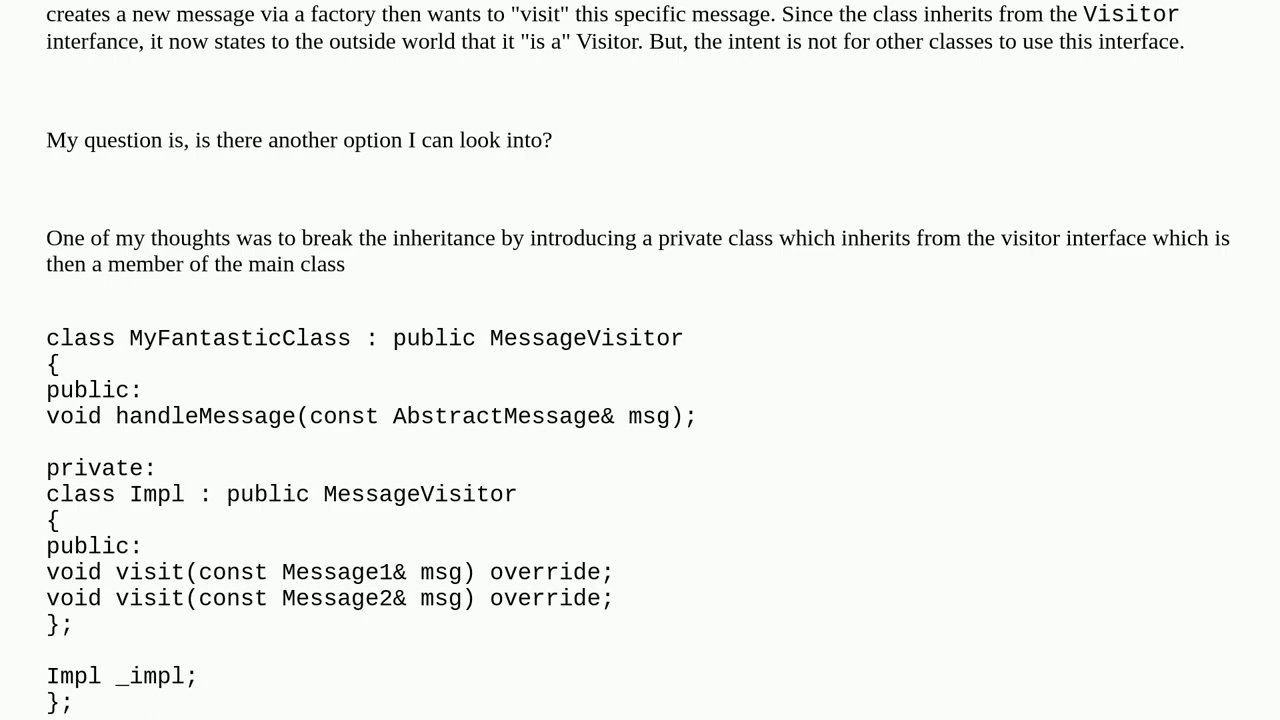 creates a new message via a factory then wants to "visit" this specific message. Since the class inherits from the Visitor
interfance, it now states to the outside world that it "is a" Visitor. But, the intent is not for other classes to use this interface.
My question is, is there another option I can look into?
One of my thoughts was to break the inheritance by introducing a private class which inherits from the visitor interface which is
then a member of the main class
class MyFantasticClass : public MessageVisitor
{
public:
void handleMessage(const AbstractMessage& msg);
private:
class Impl : public MessageVisitor
{
public:
void visit(const Message1& msg) override;
void visit(const Message2& msg) override;
};
Impl _impl;
};